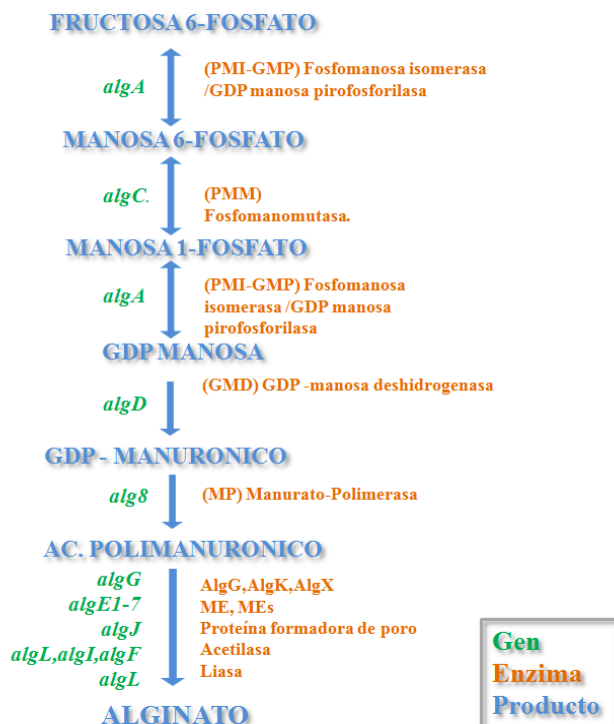 FRUCTOSA 6-FOSFATO
algA
(PMI-GMP) Fosfomanosa isomerasa
/GDP manosa pirofosforilasa
MANOSA 6-FOSFATO
algC.
(PMM)
Fosfomanomutasa.
MANOSA 1-FOSFATO
algA
(PMI-GMP) Fosfomanosa
isomerasa /GDP manosa
pirofosforilasa
GDP MANOSA
algD
(GMD) GDP -manosa deshidrogenasa
GDP - MANURONICO
alg8
(MP) Manurato-Polimerasa
AC. POLIMANURONICO
algG
algE1-7
algJ
algL,algI,algF
algL
AlgG,AlgK,AlgX
ME, MEs
Proteína formadora de poro
Acetilasa
Liasa
ALGINATO
Gen
Enzima
Producto